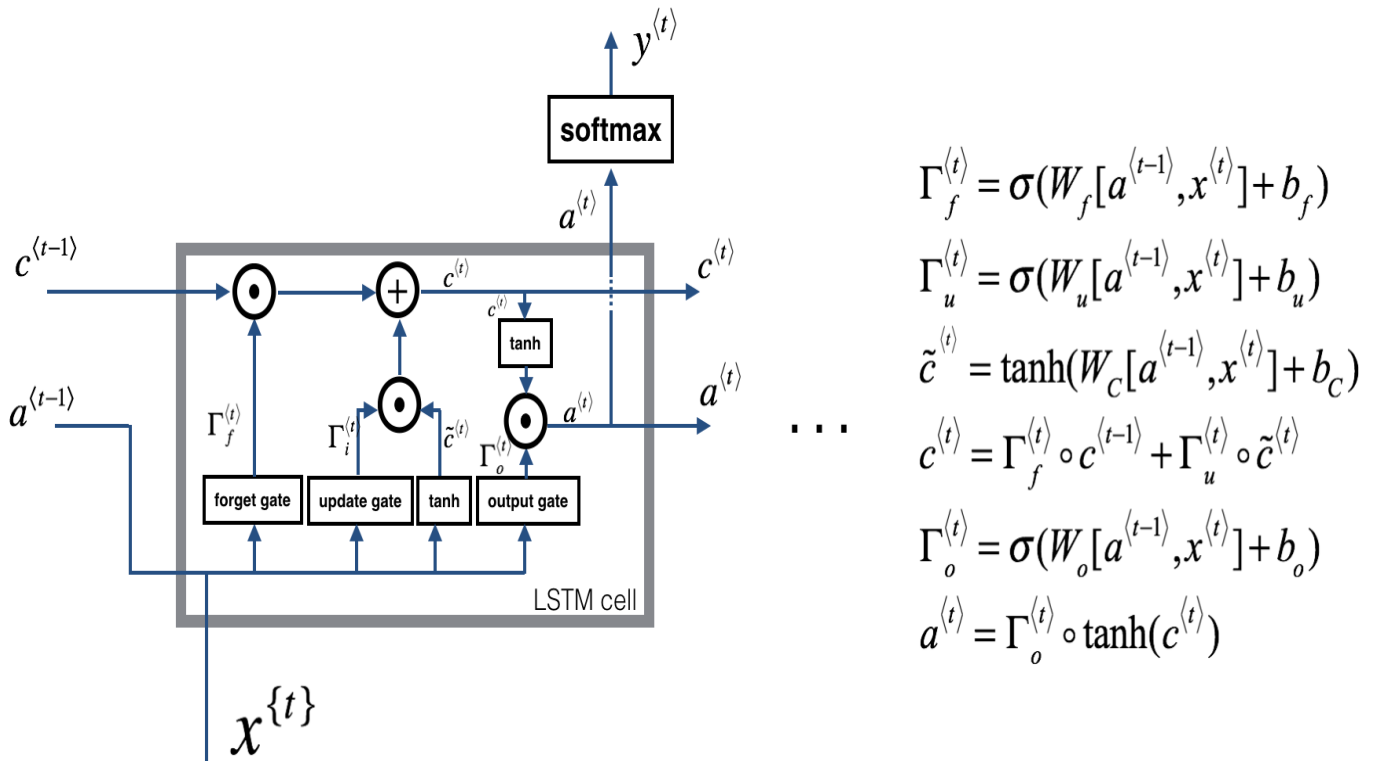 y⟨t⟩
softmax
a⟨t⟩
c⟨t−1⟩
c⟨t⟩
c⟨t⟩
c⟨t⟩
tanh
a⟨t−1⟩
a⟨t⟩
a⟨t⟩
Γf⟨t⟩
Γi⟨t⟩
c̃⟨t⟩
Γo⟨t⟩
forget gate
update gate
tanh
output gate
LSTM cell
x{t}
...
Γf⟨t⟩ = σ(Wf[a⟨t−1⟩,x⟨t⟩]+bf)
Γu⟨t⟩ = σ(Wu[a⟨t−1⟩,x⟨t⟩]+bu)
c̃⟨t⟩ = tanh(WC[a⟨t−1⟩,x⟨t⟩]+bC)
c⟨t⟩ = Γf⟨t⟩∘c⟨t−1⟩+Γu⟨t⟩∘c̃⟨t⟩
Γo⟨t⟩ = σ(Wo[a⟨t−1⟩,x⟨t⟩]+bo)
a⟨t⟩ = Γo⟨t⟩∘tanh(c⟨t⟩)